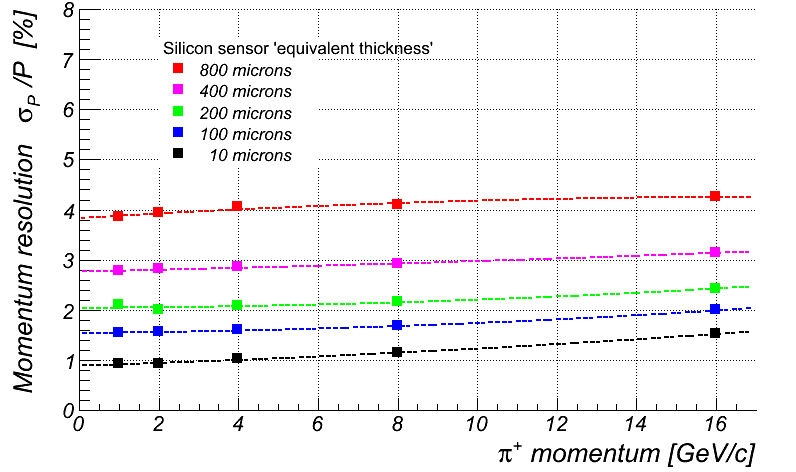 Momentum resolution σP /P [%]
8
7
6
5
4
3
2
1
0
Silicon sensor 'equivalent thickness'
800 microns
400 microns
200 microns
100 microns
10 microns
0 2 4 6 8 10 12 14 16
π+ momentum [GeV/c]